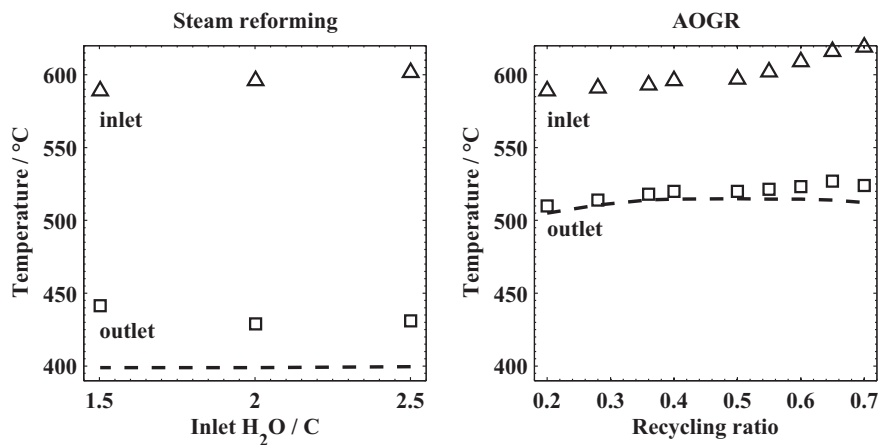 Steam reforming
600
550
500
450
400
Temperature / °C
inlet
outlet
1.5
2
2.5
Inlet H2O / C
AOGR
600
550
500
450
400
Temperature / °C
inlet
outlet
0.2
0.3
0.4
0.5
0.6
0.7
Recycling ratio